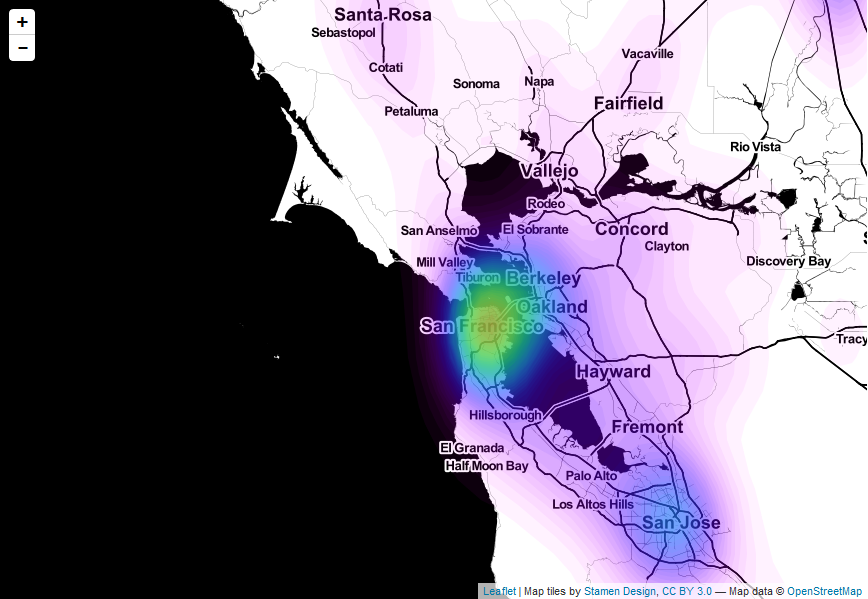 +
−
Santa Rosa
Sebastopol
Cotati
Petaluma
Sonoma
Napa
Vacaville
Fairfield
Rio Vista
Vallejo
Rodeo
San Anselmo
El Sobrante
Concord
Clayton
Mill Valley
Discovery Bay
Tiburon
Berkeley
Oakland
San Francisco
Tracy
Hayward
Hillsborough
Fremont
El Granada
Half Moon Bay
Palo Alto
Los Altos Hills
San Jose
Leaflet | Map tiles by Stamen Design, CC BY 3.0 — Map data © OpenStreetMap